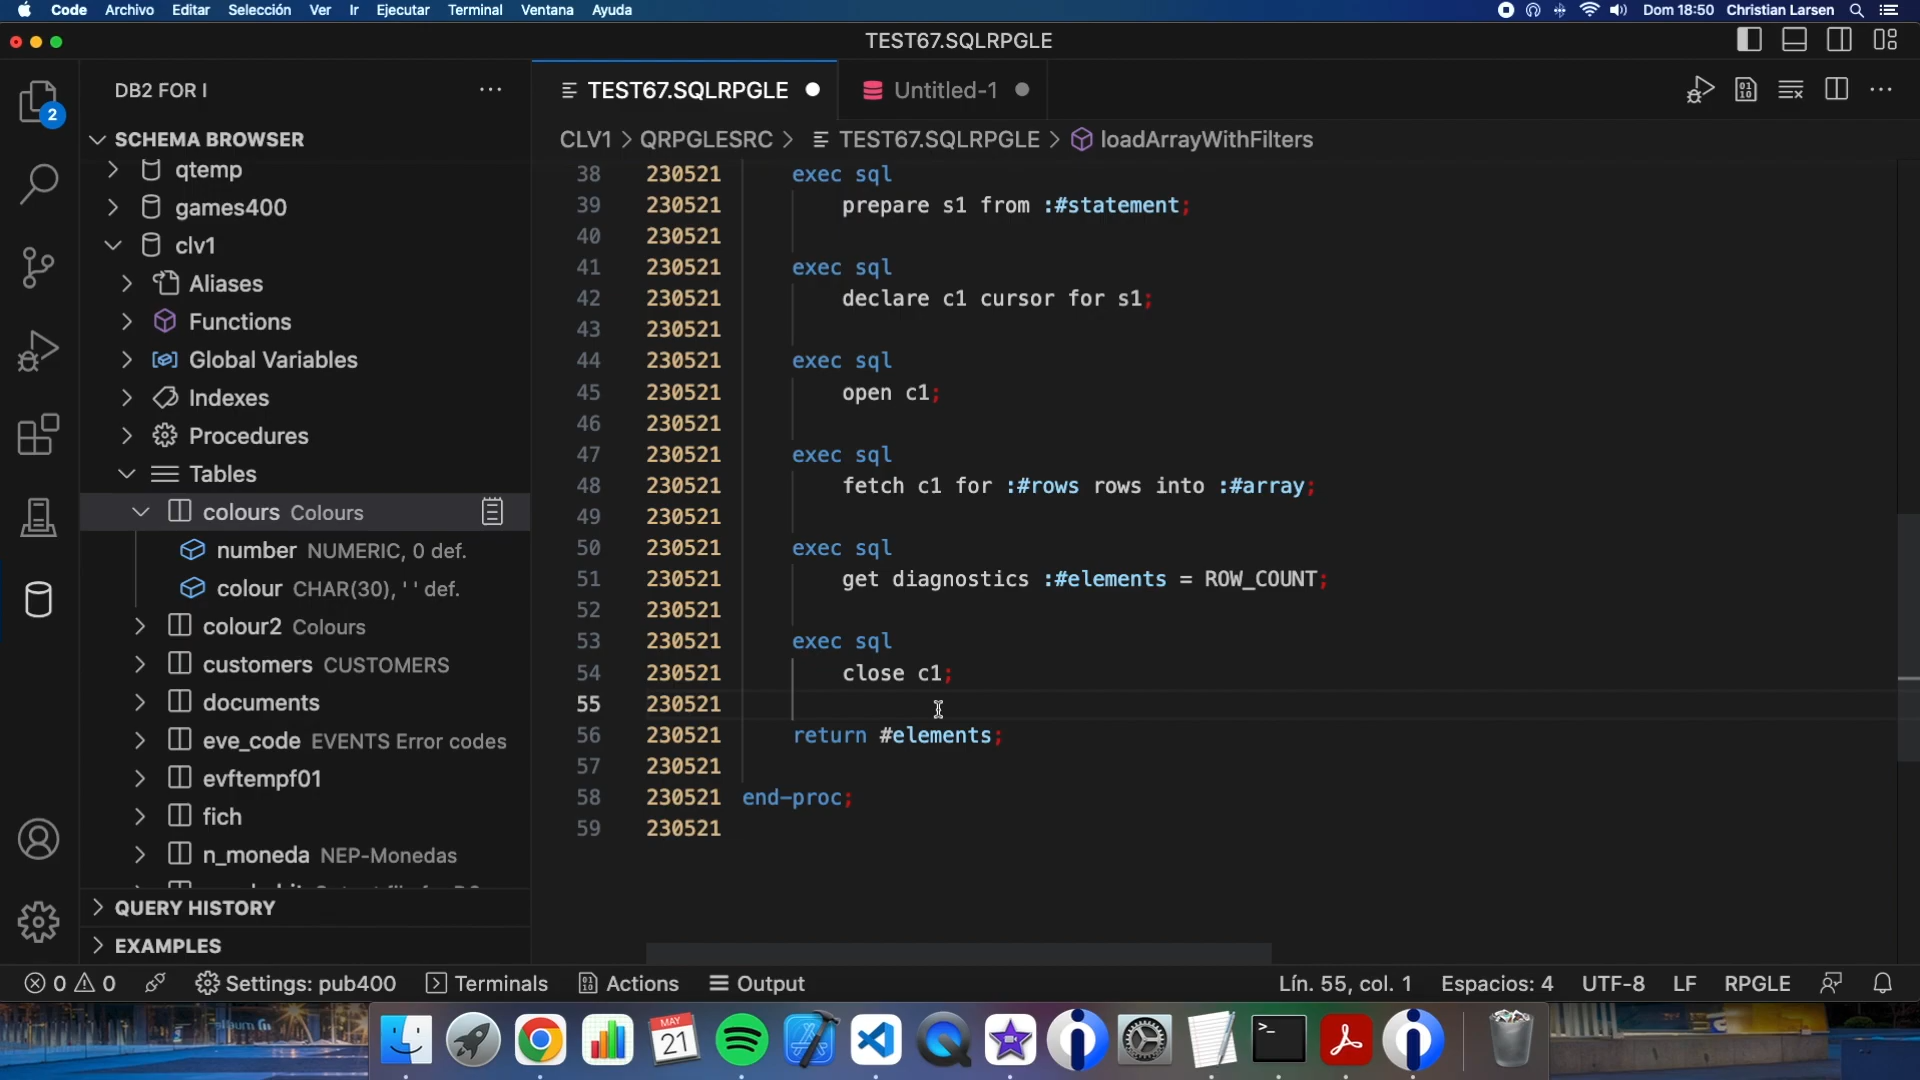 Code Archivo Editar Selección Ver Ir Ejecutar Terminal Ventana Ayuda Dom 18:50 Christian Larsen
TEST67.SQLRPGLE
DB2 FOR I
TEST67.SQLRPGLE Untitled-1
2
SCHEMA BROWSER
CLV1 > QRPGLESRC > TEST67.SQLRPGLE > loadArrayWithFilters
qtemp
games400
clv1
Aliases
Functions
Global Variables
Indexes
Procedures
Tables
colours Colours
number NUMERIC, 0 def.
colour CHAR(30), ' ' def.
colour2 Colours
customers CUSTOMERS
documents
eve_code EVENTS Error codes
evftempf01
fich
n_moneda NEP-Monedas
QUERY HISTORY
EXAMPLES
38 230521 exec sql
39 230521 prepare s1 from :#statement;
40 230521
41 230521 exec sql
42 230521 declare c1 cursor for s1;
43 230521
44 230521 exec sql
45 230521 open c1;
46 230521
47 230521 exec sql
48 230521 fetch c1 for :#rows rows into :#array;
49 230521
50 230521 exec sql
51 230521 get diagnostics :#elements = ROW_COUNT;
52 230521
53 230521 exec sql
54 230521 close c1;
55 230521
56 230521 return #elements;
57 230521
58 230521 end-proc;
59 230521
0 0 Settings: pub400 Terminals Actions Output Lín. 55, col. 1 Espacios: 4 UTF-8 LF RPGLE
MAY
21